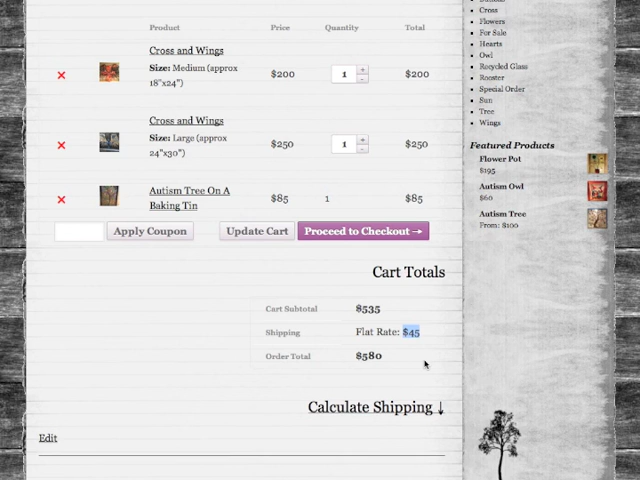 Product Price Quantity Total
Cross and Wings
Size: Medium (approx
18"x24")
$200 1 + - $200
Cross and Wings
Size: Large (approx
24"x30")
$250 1 + - $250
Autism Tree On A
Baking Tin
$85 1 $85
Apply Coupon Update Cart Proceed to Checkout →
Cart Totals
Cart Subtotal $535
Shipping Flat Rate: $45
Order Total $580
Calculate Shipping ↓
Edit
Cross
Flowers
For Sale
Hearts
Owl
Recycled Glass
Rooster
Special Order
Sun
Tree
Wings
Featured Products
Flower Pot
$195
Autism Owl
$60
Autism Tree
From: $100